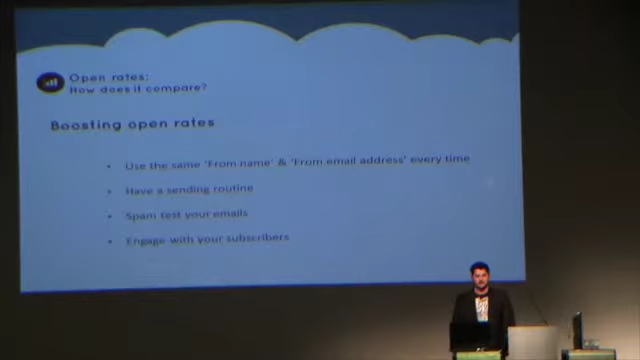 Open rates:
How does it compare?
Boosting open rates
• Use the same 'From name' & 'From email address' every time
• Have a sending routine
• Spam test your emails
• Engage with your subscribers